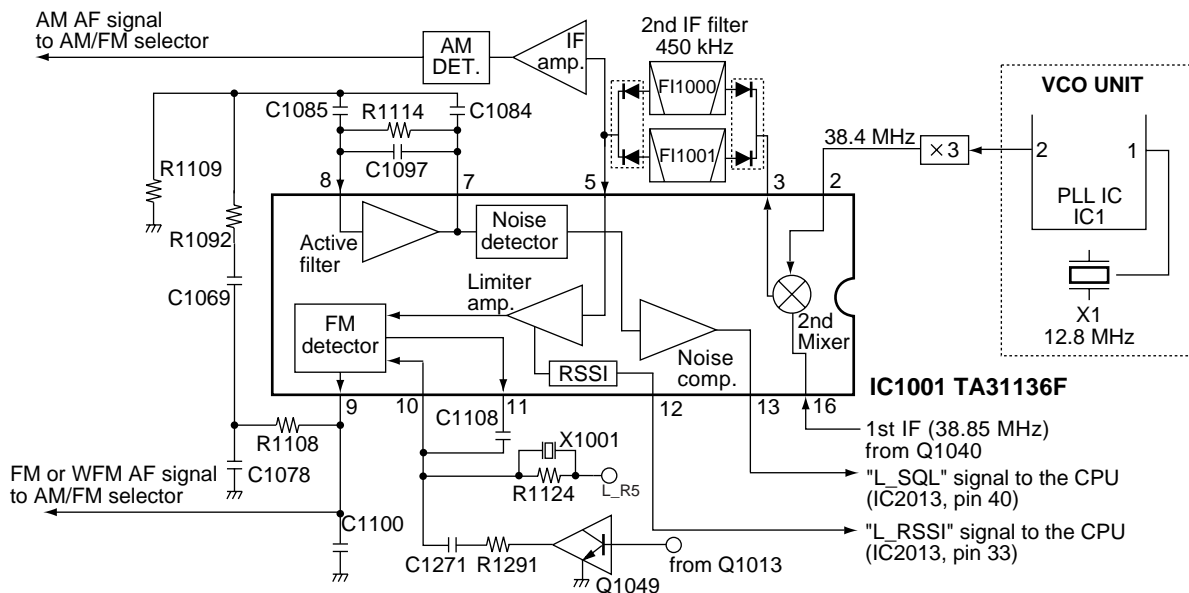 AM AF signal
to AM/FM selector
AM
DET.
IF
amp.
2nd IF filter
450 kHz
FI1000
FI1001
VCO UNIT
38.4 MHz
×3
2
1
PLL IC
IC1
X1
12.8 MHz
C1085
R1114
C1084
C1097
R1109
R1092
C1069
8
7
5
3
2
Active
filter
Noise
detector
Limiter
amp.
FM
detector
RSSI
Noise
comp.
2nd
Mixer
IC1001 TA31136F
9
10
11
12
13
16
C1108
R1108
C1078
X1001
R1124
L_R5
1st IF (38.85 MHz)
from Q1040
FM or WFM AF signal
to AM/FM selector
"L_SQL" signal to the CPU
(IC2013, pin 40)
C1100
"L_RSSI" signal to the CPU
(IC2013, pin 33)
C1271
R1291
Q1049
from Q1013